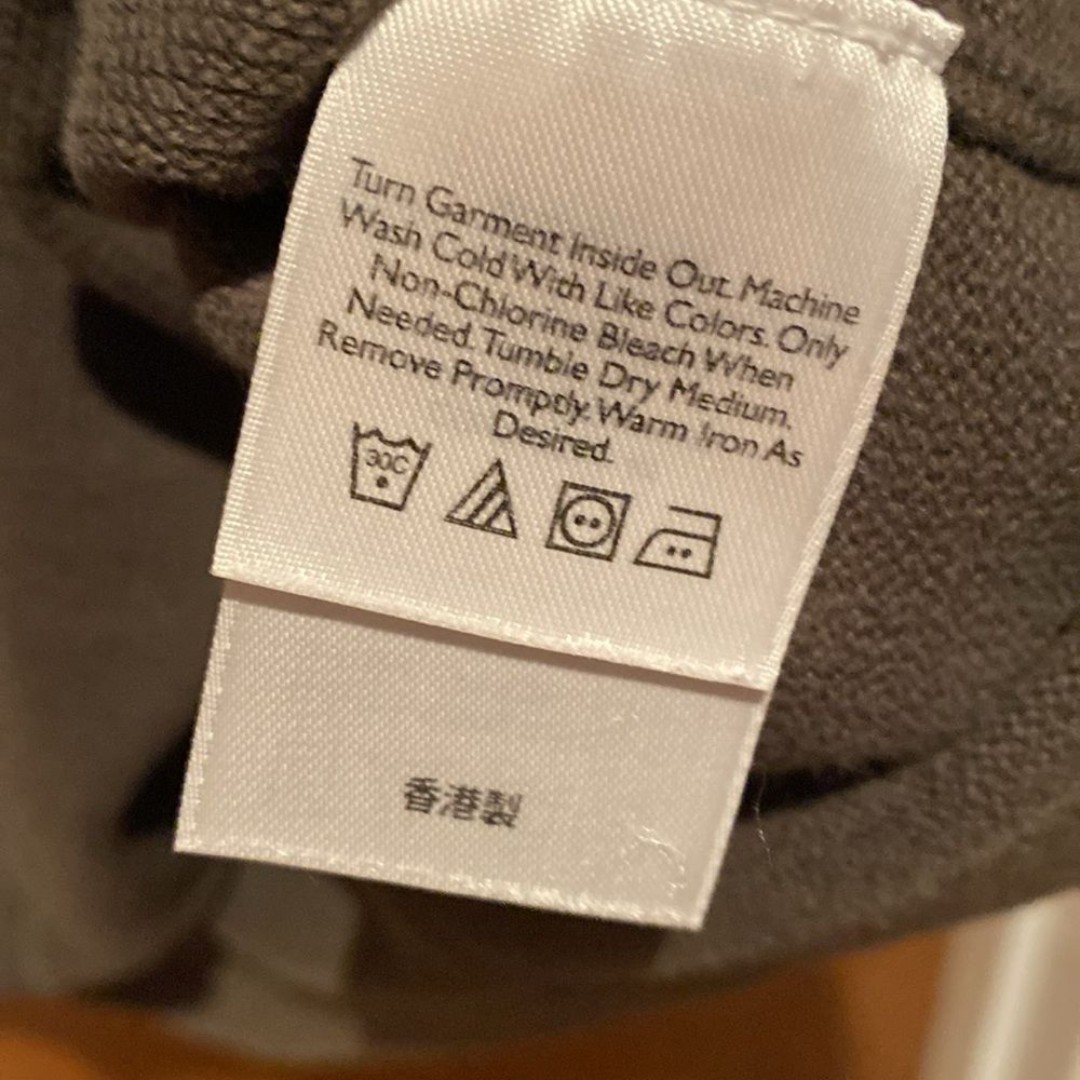 Turn Garment Inside Out. Machine
Wash Cold With Like Colors. Only
Non-Chlorine Bleach When
Needed. Tumble Dry Medium.
Remove Promptly. Warm Iron As
Desired.
30C
香港製